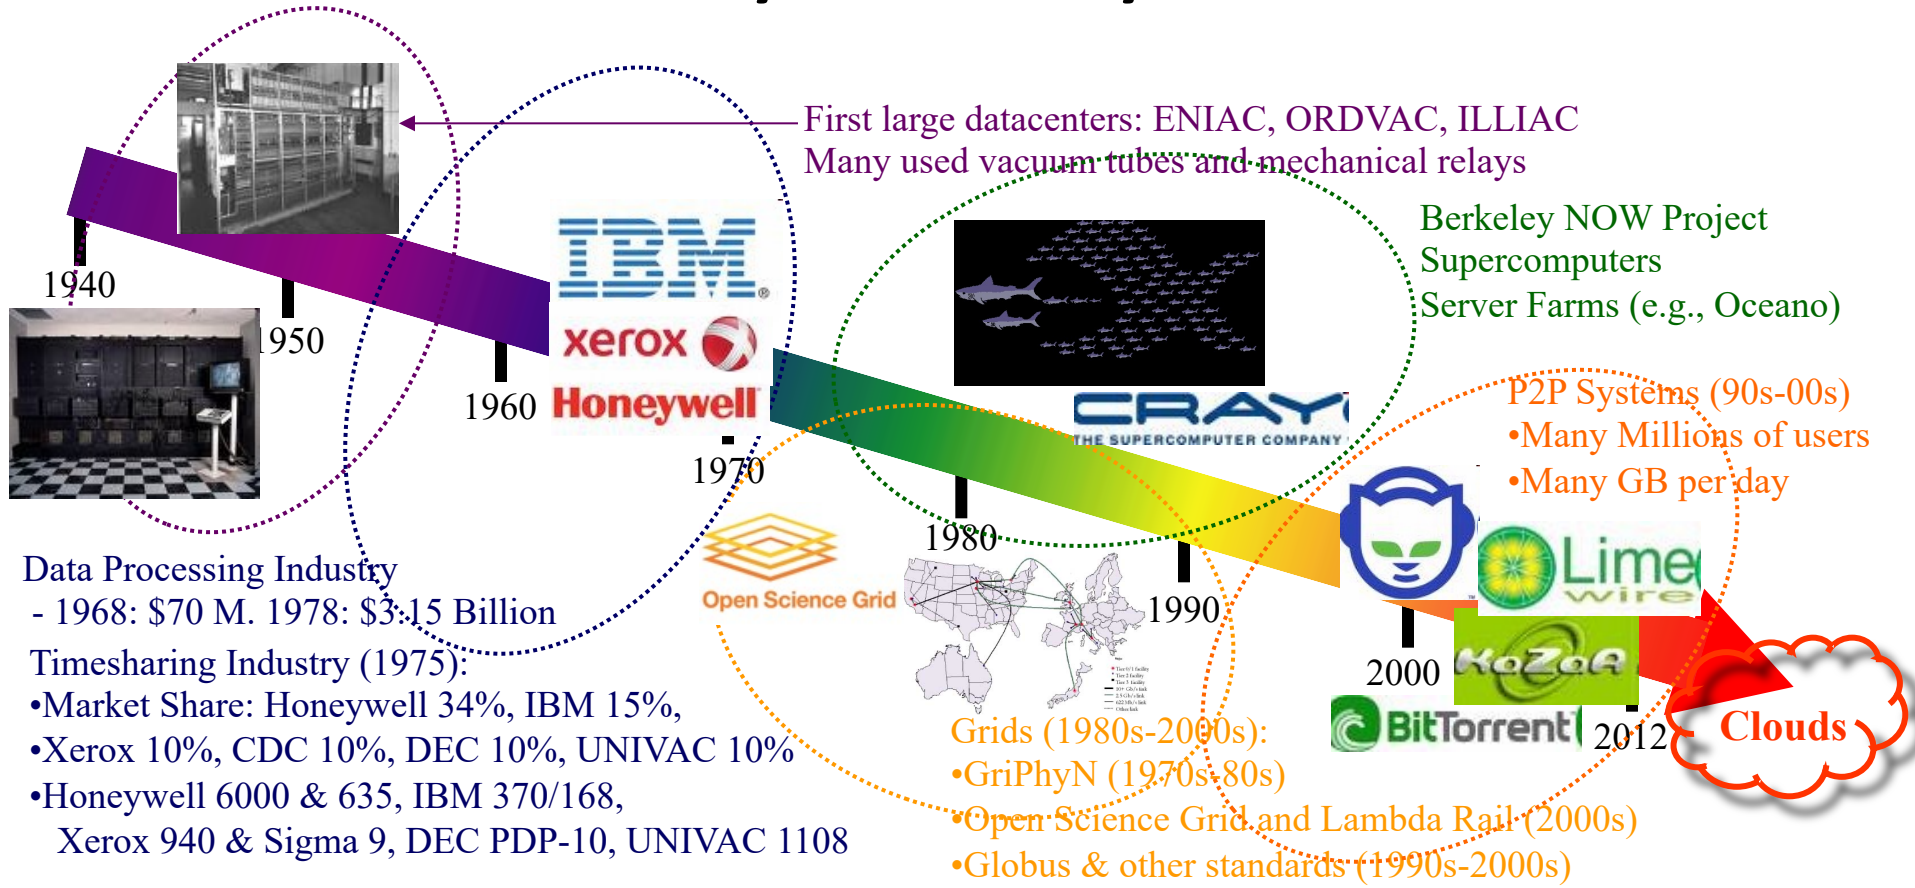 First large datacenters: ENIAC, ORDVAC, ILLIAC
Many used vacuum tubes and mechanical relays
Berkeley NOW Project
Supercomputers
Server Farms (e.g., Oceano)
1940
1950
1960
1970
1980
1990
2000
2012
IBM®
xerox
Honeywell
CRAY
THE SUPERCOMPUTER COMPANY
P2P Systems (90s-00s)
•Many Millions of users
•Many GB per day
Open Science Grid
Lime
wire
KaZaA
BitTorrent
Clouds
Data Processing Industry
- 1968: $70 M. 1978: $3.15 Billion
Timesharing Industry (1975):
•Market Share: Honeywell 34%, IBM 15%,
•Xerox 10%, CDC 10%, DEC 10%, UNIVAC 10%
•Honeywell 6000 & 635, IBM 370/168,
Xerox 940 & Sigma 9, DEC PDP-10, UNIVAC 1108
Grids (1980s-2000s):
•GriPhyN (1970s-80s)
•Open Science Grid and Lambda Rail (2000s)
•Globus & other standards (1990s-2000s)